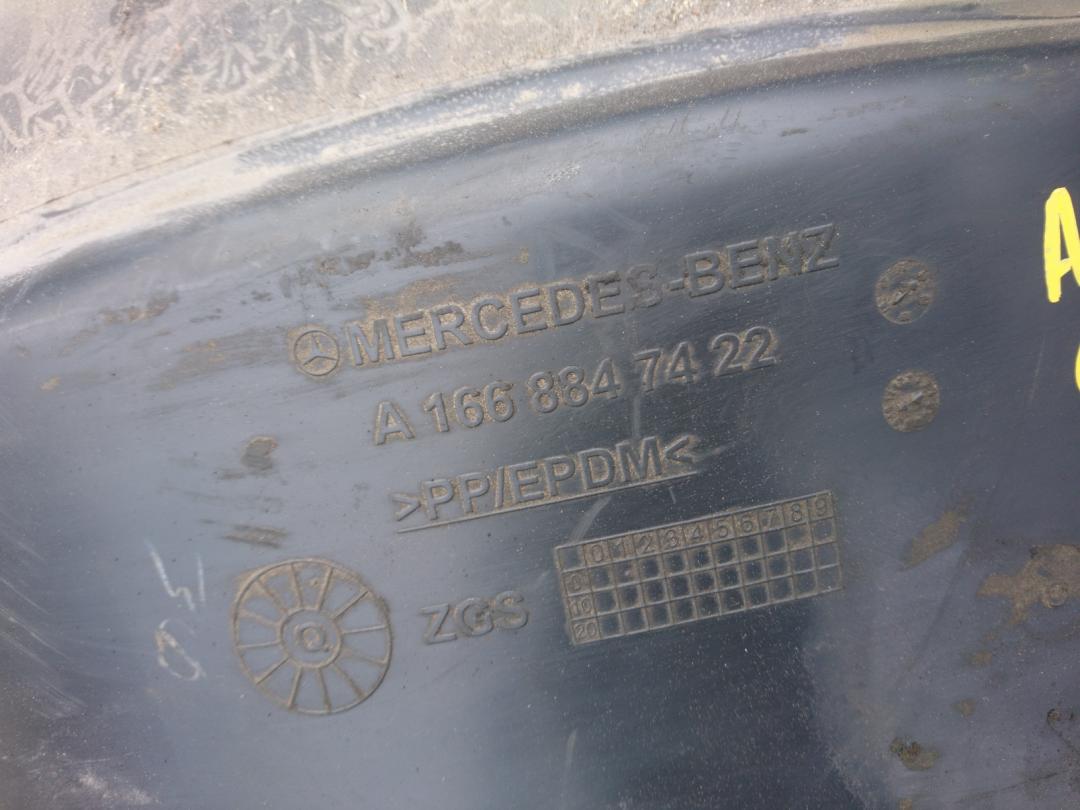 MERCEDES-BENZ
A 166 884 74 22
>PP/EPDM<
ZGS
0 1 2 3 4 5 6 7 8 9
0
10
20
Q
A